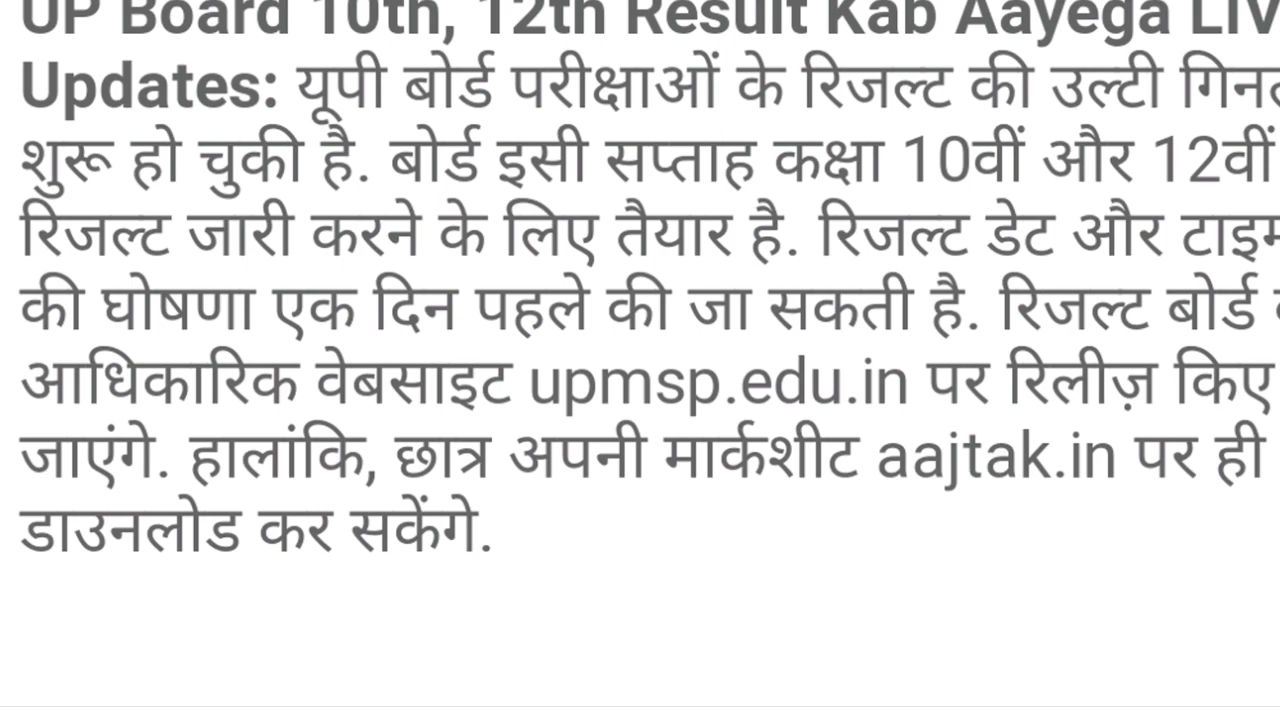 UP Board 10th, 12th Result Kab Aayega LIV
Updates: यूपी बोर्ड परीक्षाओं के रिजल्ट की उल्टी
शुरू हो चुकी है. बोर्ड इसी सप्ताह कक्षा 10वीं और 12वीं
रिजल्ट जारी करने के लिए तैयार है. रिजल्ट डेट और
की घोषणा एक दिन पहले की जा सकती है. रिजल्ट बोर्ड
आधिकारिक वेबसाइट upmsp.edu.in पर रिलीज़ किए
जाएंगे. हालांकि, छात्र अपनी मार्कशीट aajtak.in पर ही
डाउनलोड कर सकेंगे.